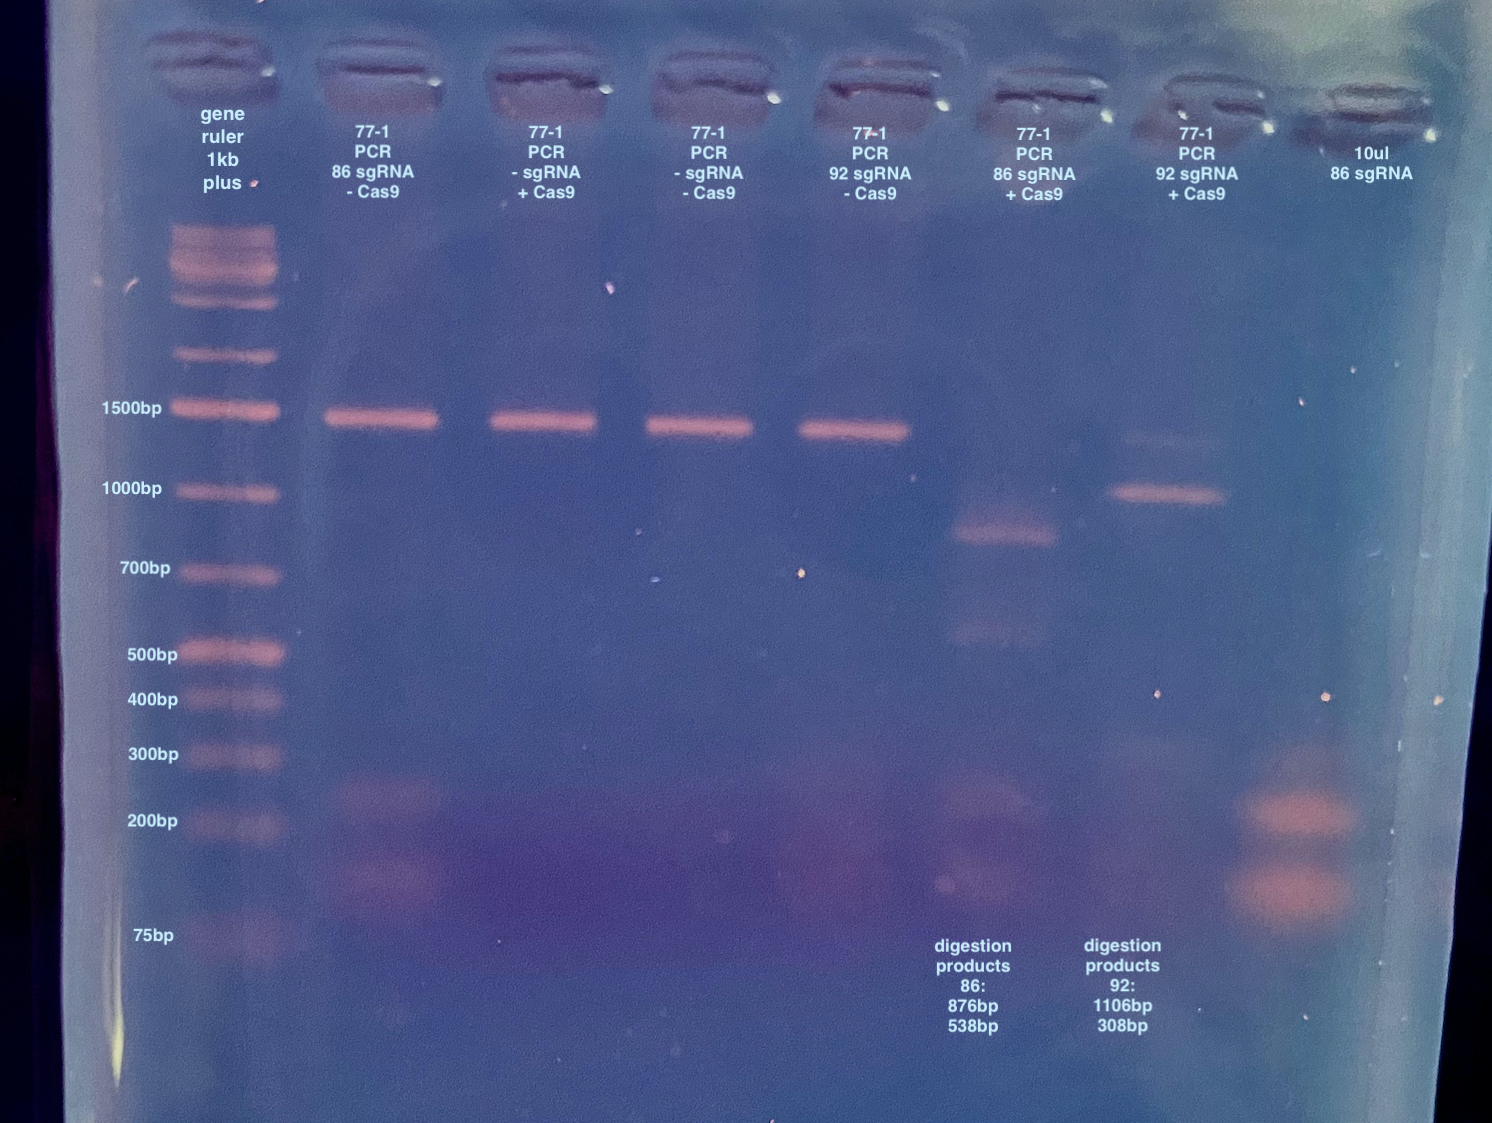 gene
ruler
1kb
plus
77-1
PCR
86 sgRNA
- Cas9
77-1
PCR
- sgRNA
+ Cas9
77-1
PCR
- sgRNA
- Cas9
77-1
PCR
92 sgRNA
- Cas9
77-1
PCR
86 sgRNA
+ Cas9
77-1
PCR
92 sgRNA
+ Cas9
10ul
86 sgRNA
1500bp
1000bp
700bp
500bp
400bp
300bp
200bp
75bp
digestion
products
86:
876bp
538bp
digestion
products
92:
1106bp
308bp